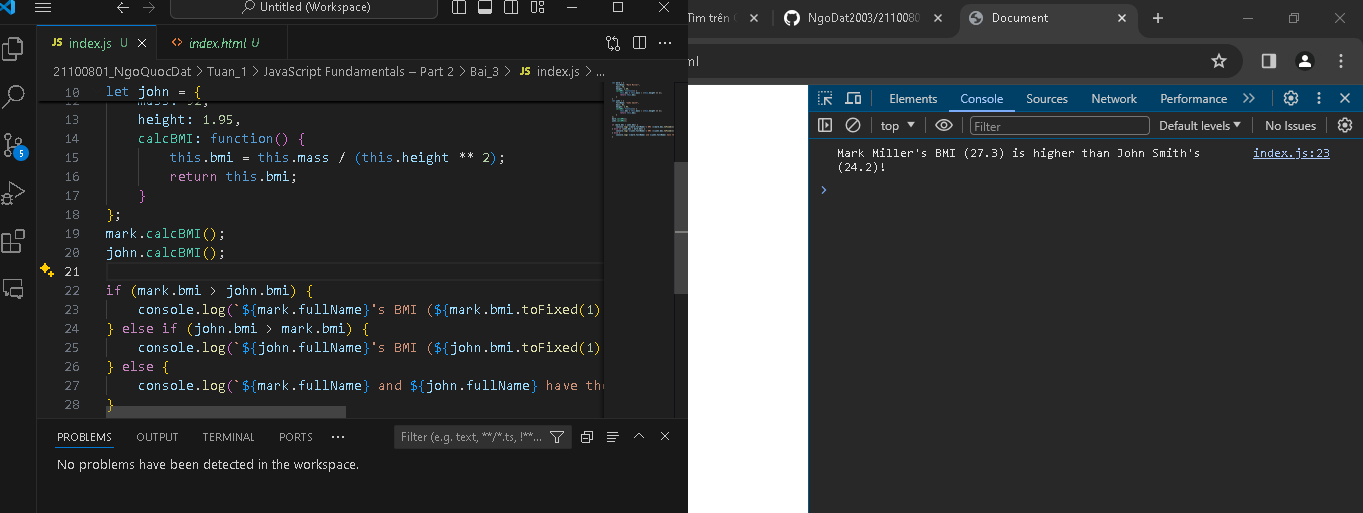 Untitled (Workspace)
JS index.js U
<> index.html U
21100801_NgoQuocDat > Tuan_1 > JavaScript Fundamentals – Part 2 > Bai_3 > JS index.js > ...
10 let john = {
12 mass: 92,
13 height: 1.95,
14 calcBMI: function() {
15 this.bmi = this.mass / (this.height ** 2);
16 return this.bmi;
17 }
18 };
19 mark.calcBMI();
20 john.calcBMI();
21
22 if (mark.bmi > john.bmi) {
23 console.log(`${mark.fullName}'s BMI (${mark.bmi.toFixed(1)
24 } else if (john.bmi > mark.bmi) {
25 console.log(`${john.fullName}'s BMI (${john.bmi.toFixed(1)
26 } else {
27 console.log(`${mark.fullName} and ${john.fullName} have the
28 }
5
PROBLEMS OUTPUT TERMINAL PORTS ...
Filter (e.g. text, **/*.ts, !**...
No problems have been detected in the workspace.
Tìm trên
NgoDat2003/2110080
Document
ml
Elements Console Sources Network Performance
top
Filter
Default levels
No Issues
Mark Miller's BMI (27.3) is higher than John Smith's
(24.2)!
index.js:23